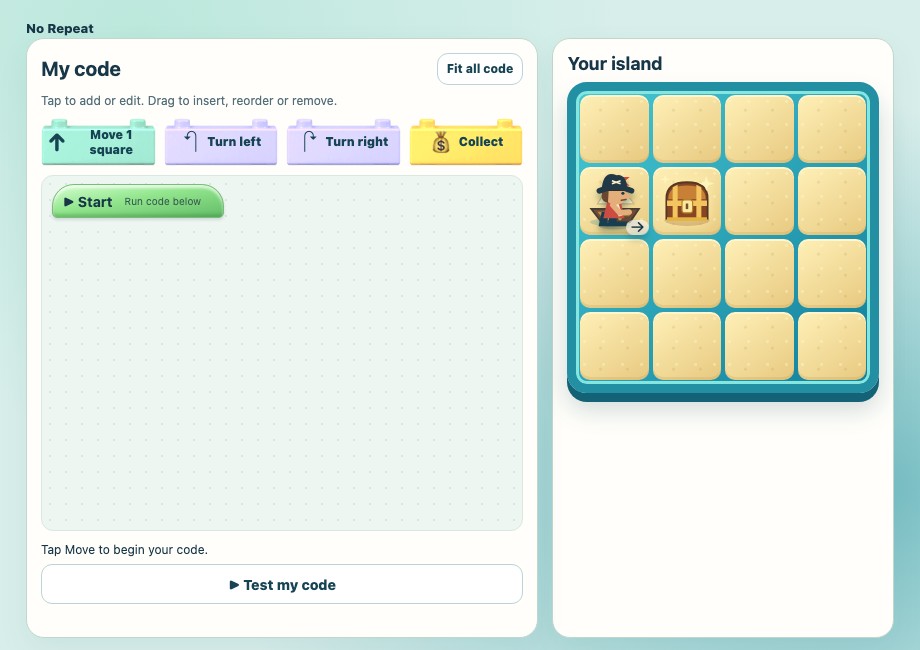 No Repeat
My code
Fit all code
Tap to add or edit. Drag to insert, reorder or remove.
Move 1
square
Turn left
Turn right
Collect
Start
Run code below
Tap Move to begin your code.
Test my code
Your island